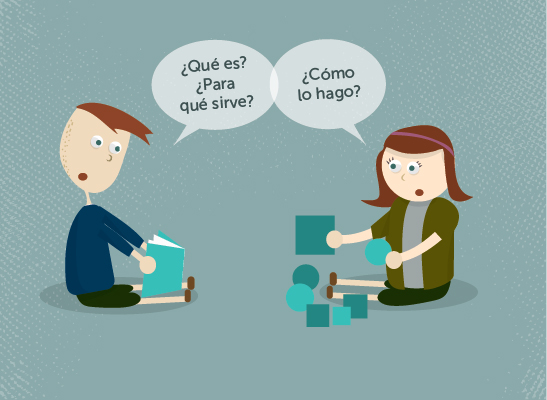 ¿Qué es?
¿Para
qué sirve?
¿Cómo
lo hago?